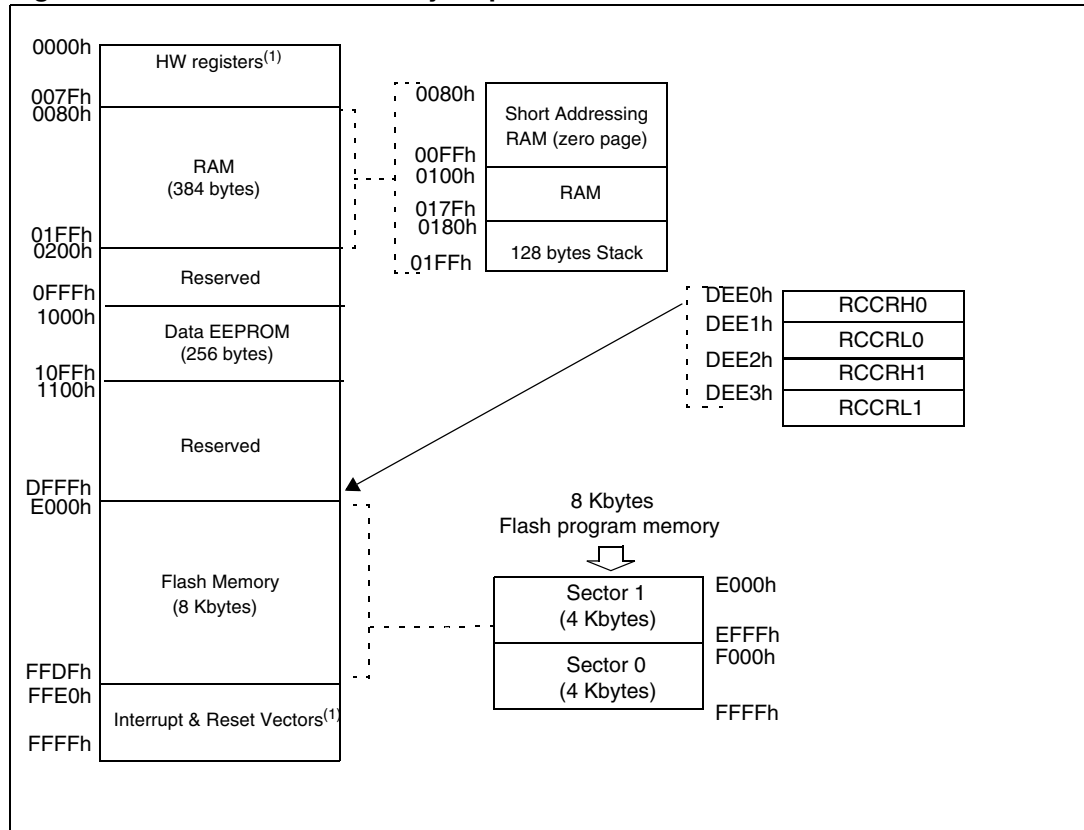 0000h
HW registers(1)
007Fh
0080h
RAM
(384 bytes)
01FFh
0200h
Reserved
0FFFh
1000h
Data EEPROM
(256 bytes)
10FFh
1100h
Reserved
DFFFh
E000h
Flash Memory
(8 Kbytes)
FFDFh
FFE0h
Interrupt & Reset Vectors(1)
FFFFh
0080h
Short Addressing
RAM (zero page)
00FFh
0100h
RAM
017Fh
0180h
128 bytes Stack
01FFh
DEE0h
RCCRH0
DEE1h
RCCRL0
DEE2h
RCCRH1
DEE3h
RCCRL1
8 Kbytes
Flash program memory
Sector 1
(4 Kbytes)
E000h
EFFFh
F000h
Sector 0
(4 Kbytes)
FFFFh